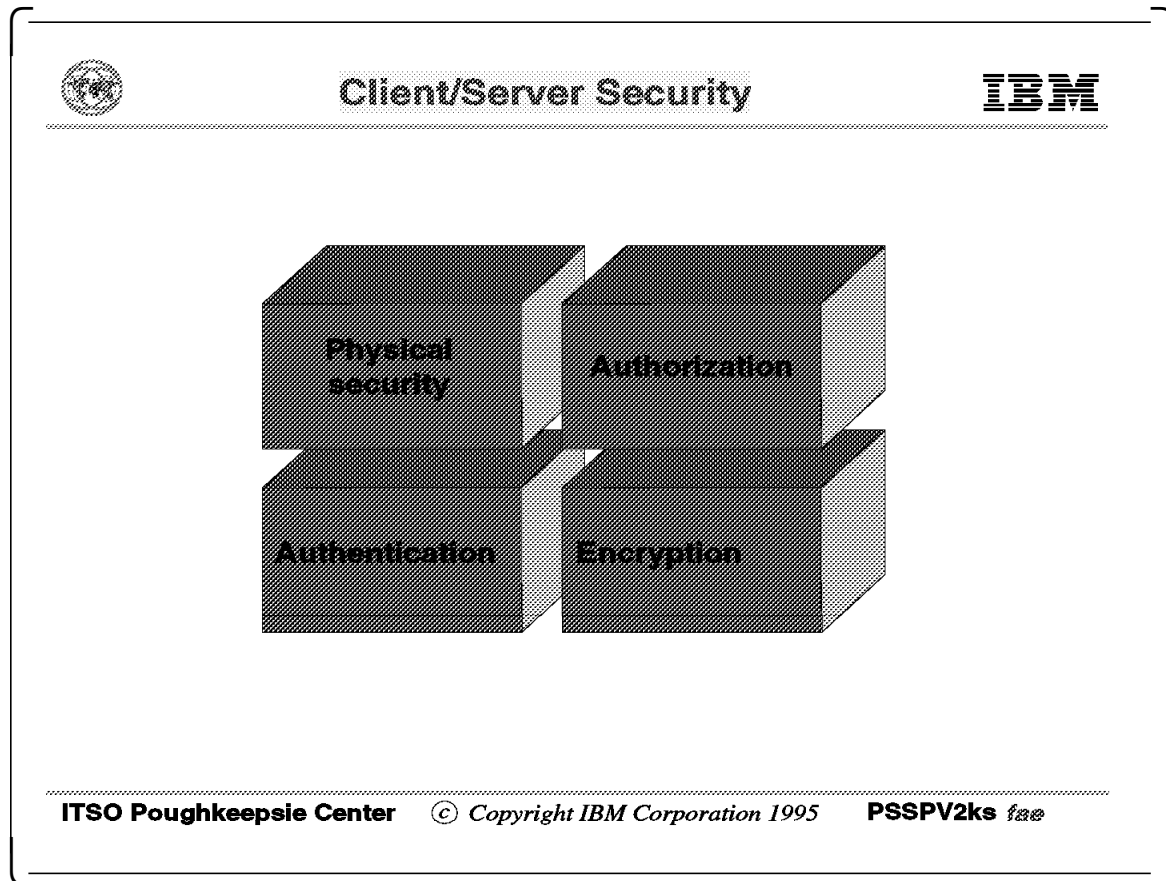 Client/Server Security
IBM
Physical
security
Authorization
Authentication
Encryption
ITSO Poughkeepsie Center © Copyright IBM Corporation 1995 PSSPV2ks fae